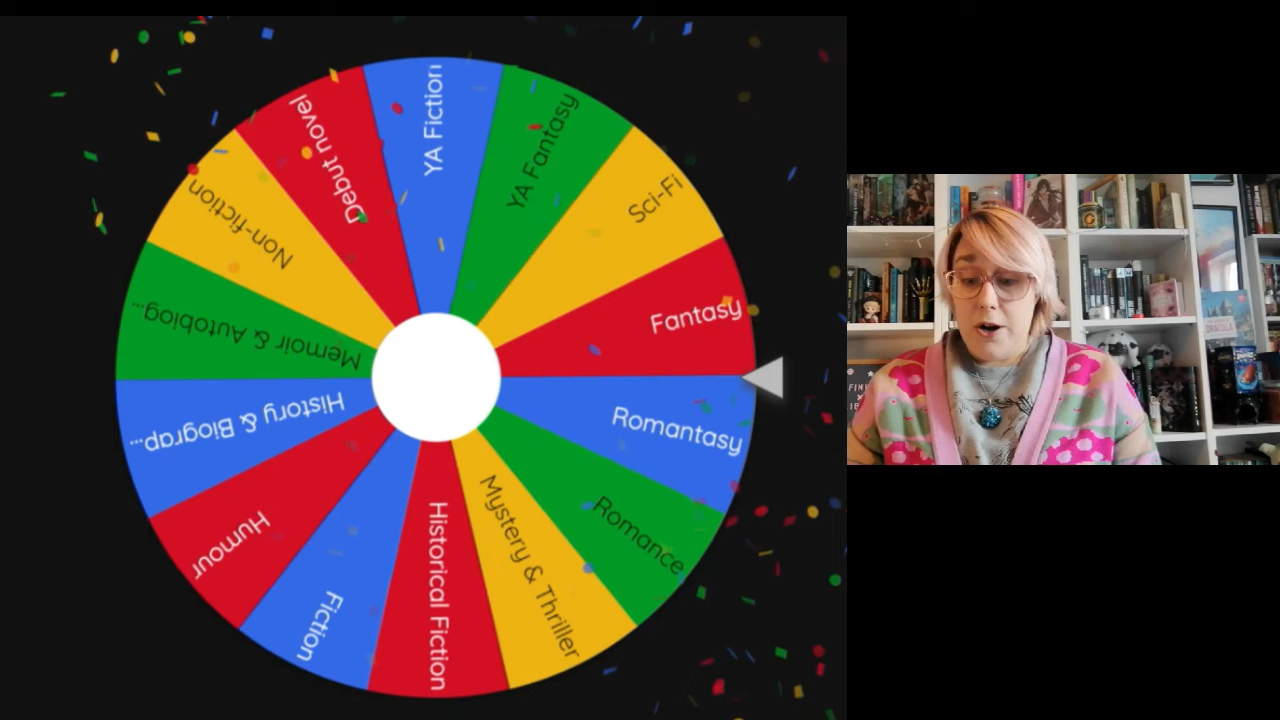 YA Fiction
YA Fantasy
Sci-Fi
Fantasy
Romantasy
Romance
Mystery & Thriller
Historical Fiction
Fiction
Humour
History & Biograp...
Memoir & Autobiog...
Non-fiction
Debut novel
DRACULA